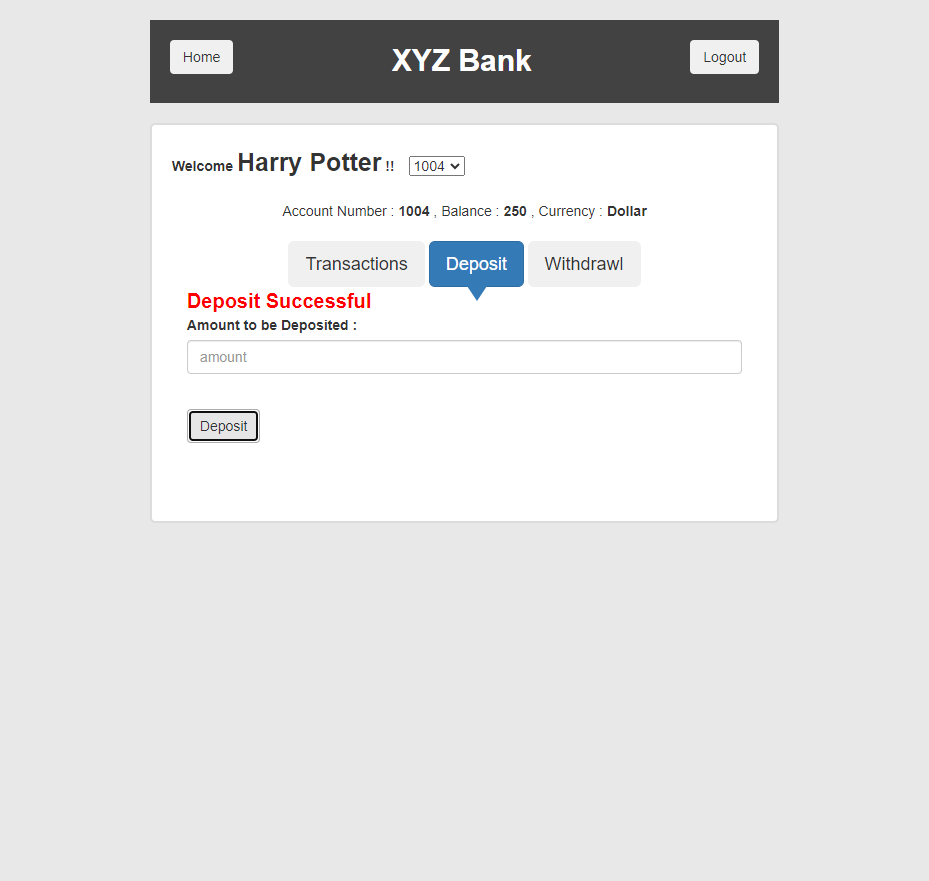 Home
XYZ Bank
Logout
Welcome Harry Potter !! 1004
Account Number : 1004 , Balance : 250 , Currency : Dollar
Transactions Deposit Withdrawl
Deposit Successful
Amount to be Deposited :
amount
Deposit